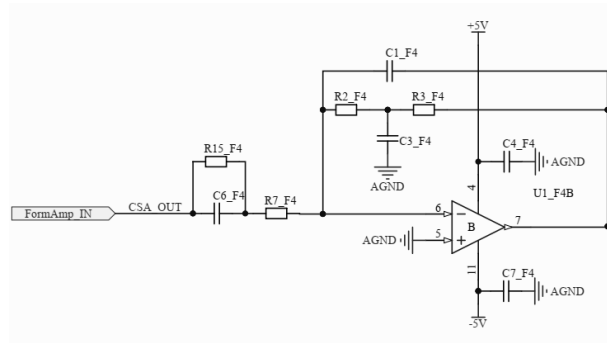 +5V
C1_F4
R2_F4
R3_F4
C3_F4
AGND
R15_F4
C4_F4
AGND
4
U1_F4B
C6_F4
FormAmp_IN
CSA_OUT
R7_F4
6
B
7
AGND
5
11
C7_F4
AGND
-5V